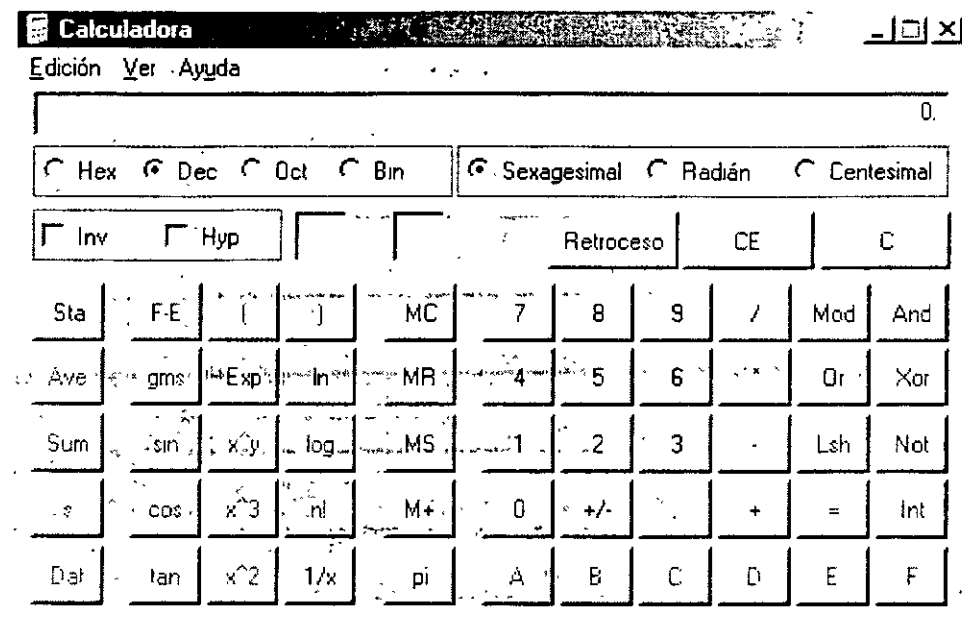 Calculadora
Edición Ver Ayuda
0.
Hex Dec Oct Bin Sexagesimal Radián Centesimal
Inv Hyp Retroceso CE C
Sta F-E ( ) MC 7 8 9 / Mod And
Ave gms Exp ln MR 4 5 6 * Or Xor
Sum sin x^y log MS 1 2 3 - Lsh Not
s cos x^3 n! M+ 0 +/- . + = Int
Dat tan x^2 1/x pi A B C D E F